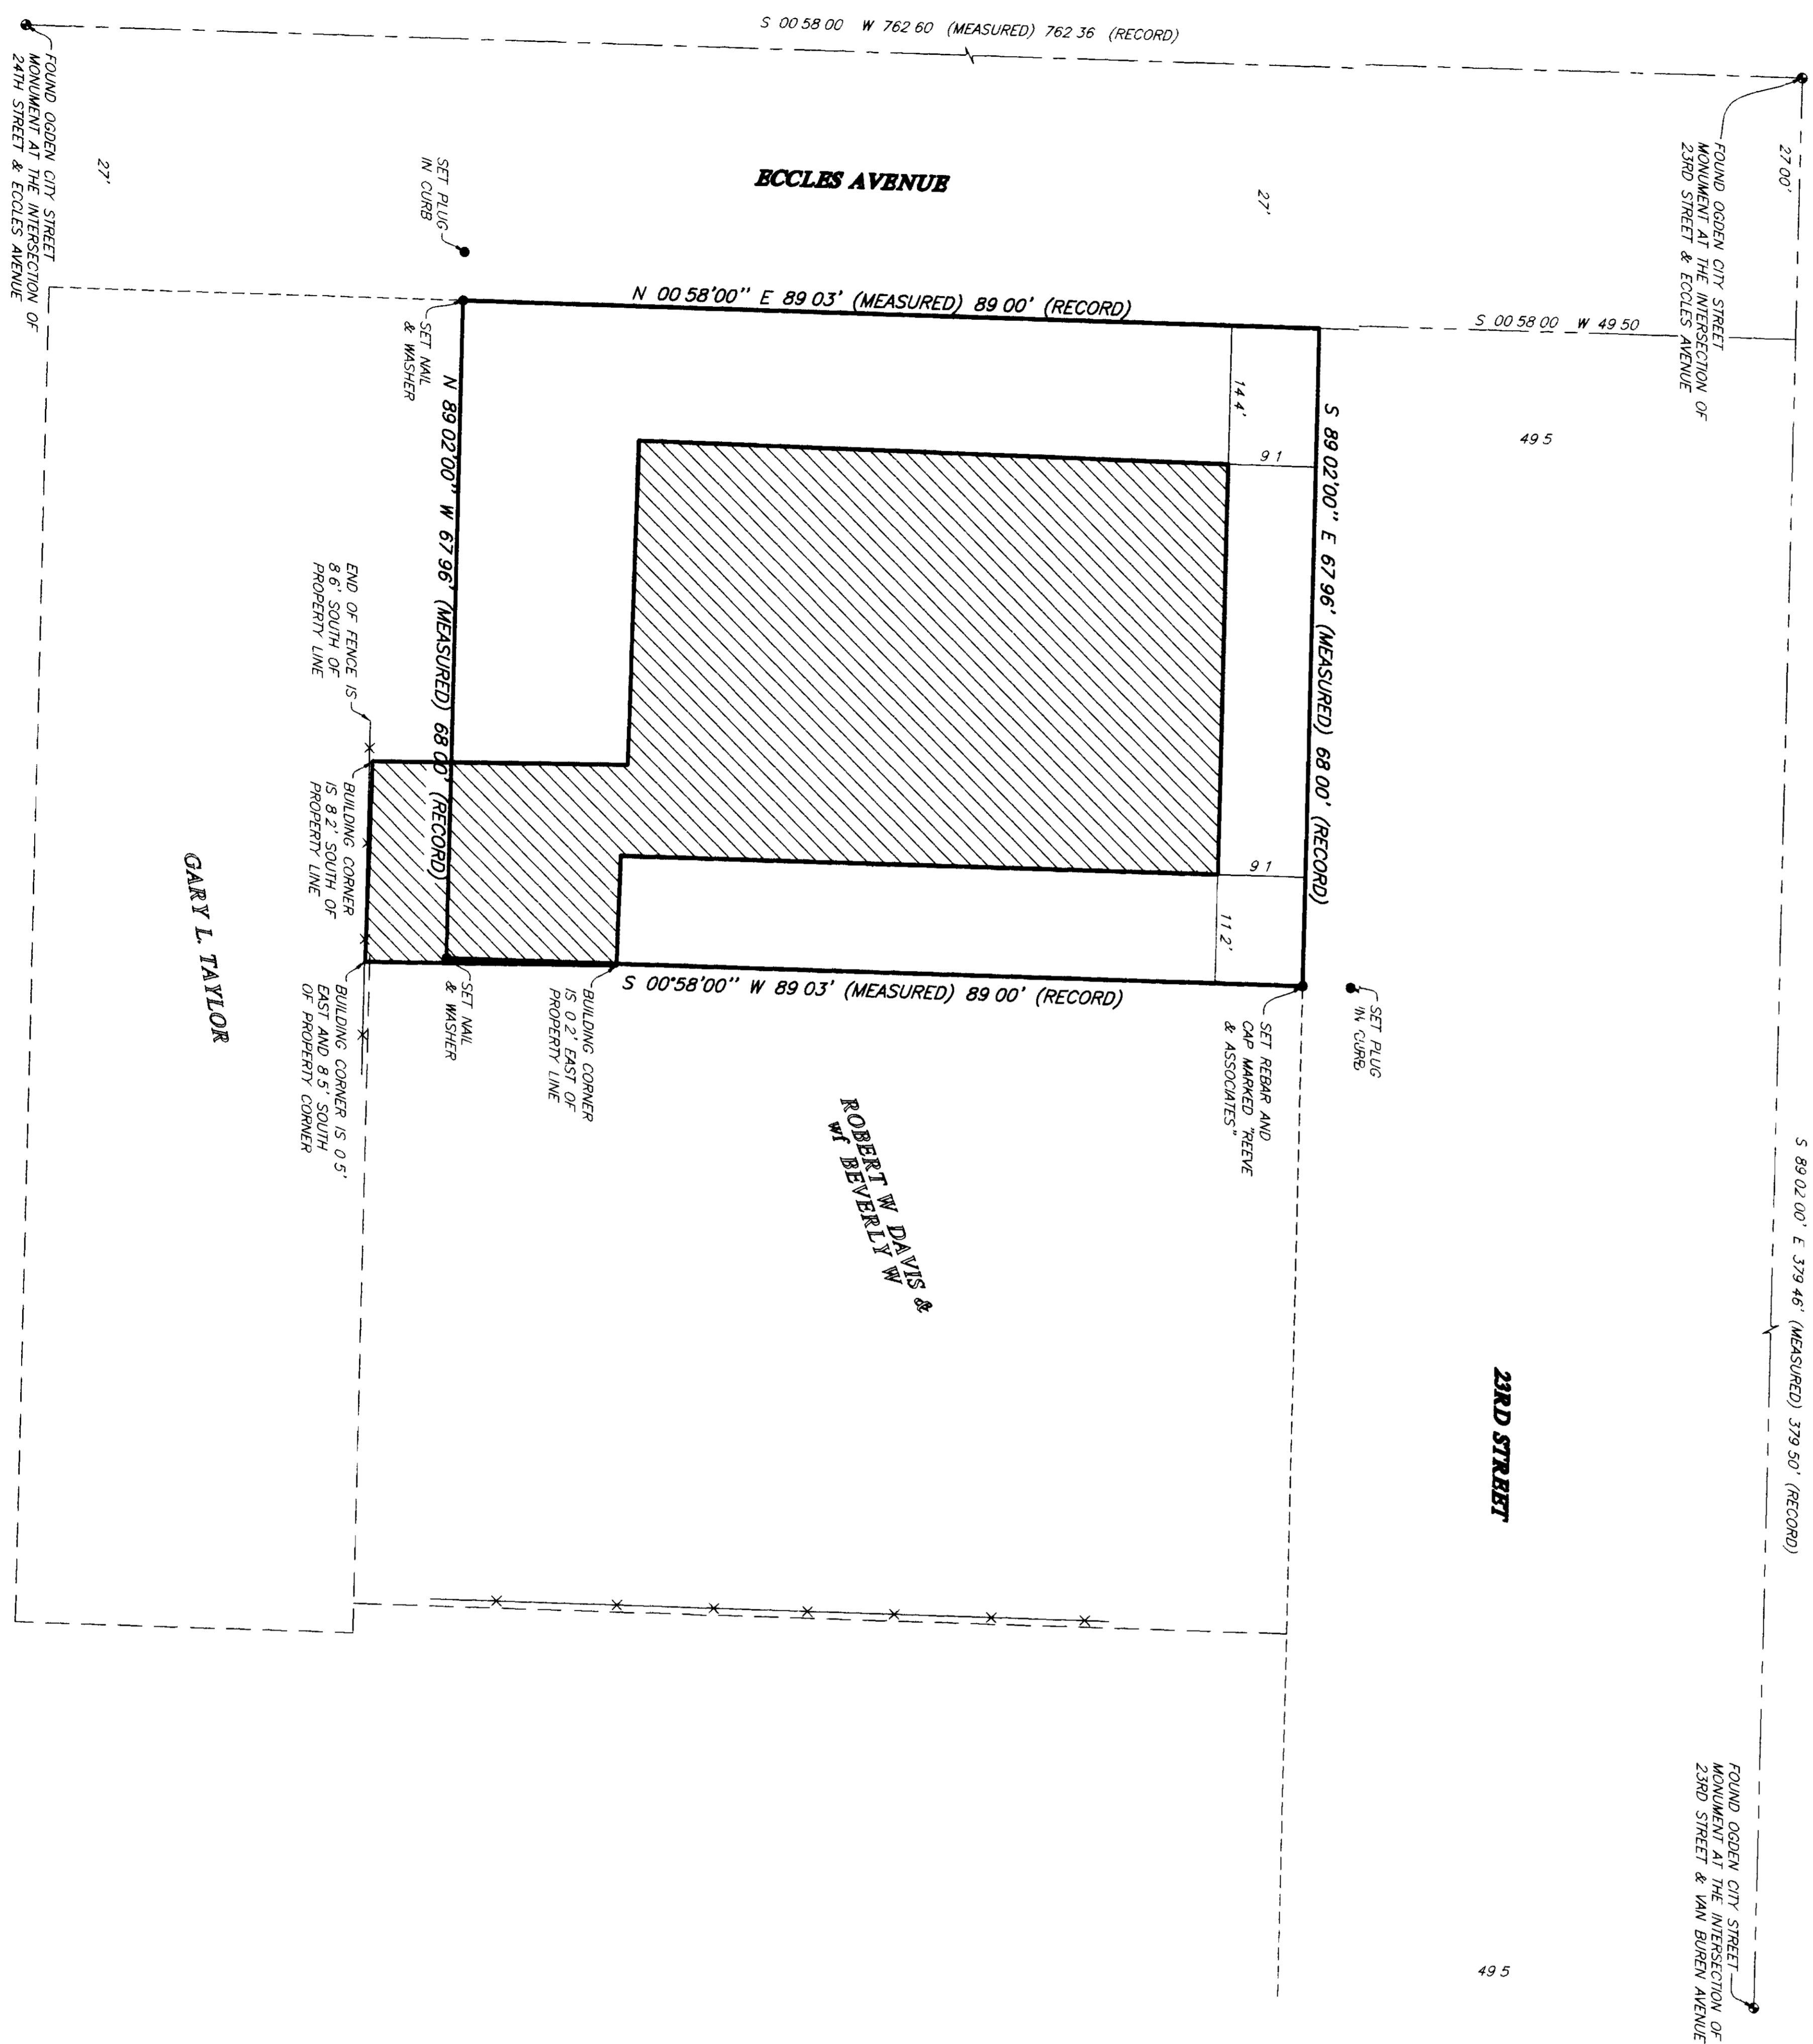 S 00 58 00 W 762 60 (MEASURED) 762 36 (RECORD)
FOUND OGDEN CITY STREET
MONUMENT AT THE INTERSECTION OF
24TH STREET & ECCLES AVENUE
27'
SET PLUG
IN CURB
ECCLES AVENUE
27'
FOUND OGDEN CITY STREET
MONUMENT AT THE INTERSECTION OF
23RD STREET & ECCLES AVENUE
27 00'
N 00 58'00" E 89 03' (MEASURED) 89 00' (RECORD)
S 00 58 00 W 49 50
SET NAIL
& WASHER
N 89 02'00" W 67 96' (MEASURED) 68 00' (RECORD)
14 4'
9 1
S 89 02'00" E 67 96' (MEASURED) 68 00' (RECORD)
49 5
END OF FENCE IS
8 6' SOUTH OF
PROPERTY LINE
BUILDING CORNER
IS 8 2' SOUTH OF
PROPERTY LINE
9 1
11 2'
GARY L. TAYLOR
BUILDING CORNER IS 0 5'
EAST AND 8 5' SOUTH
OF PROPERTY CORNER
SET NAIL
& WASHER
BUILDING CORNER
IS 0 2' EAST OF
PROPERTY LINE
S 00°58'00" W 89 03' (MEASURED) 89 00' (RECORD)
SET REBAR AND
CAP MARKED "REEVE
& ASSOCIATES"
SET PLUG
IN CURB
ROBERT W DAVIS &
wf BEVERLY W
23RD STREET
S 89 02 00' E 379 46' (MEASURED) 379 50' (RECORD)
49 5
FOUND OGDEN CITY STREET
MONUMENT AT THE INTERSECTION OF
23RD STREET & VAN BUREN AVENUE